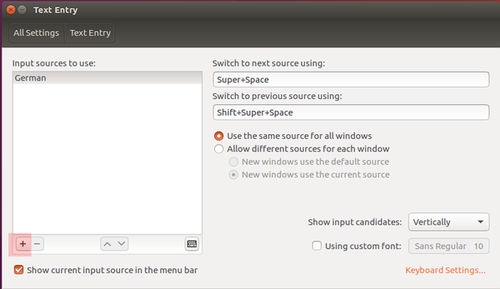 Text Entry
All Settings
Text Entry
Input sources to use:
German
Switch to next source using:
Super+Space
Switch to previous source using:
Shift+Super+Space
Use the same source for all windows
Allow different sources for each window
New windows use the default source
New windows use the current source
Show input candidates: Vertically
Using custom font: Sans Regular 10
Show current input source in the menu bar
Keyboard Settings...